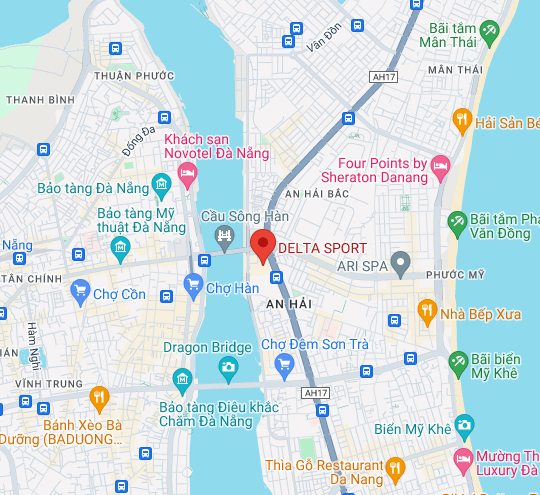 Bãi tắm
Mân Thái
Vân Đồn
THUẬN PHƯỚC
MÂN THÁI
AH17
THANH BÌNH
Hải Sản Bé
Đống Đa
Khách sạn
Novotel Đà Nẵng
Four Points by
Sheraton Danang
Bảo tàng Đà Nẵng
AN HẢI BẮC
Bảo tàng Mỹ
thuật Đà Nẵng
Cầu Sông Hàn
Bãi tắm Phạ
Văn Đồng
Nẵng
DELTA SPORT
ARI SPA
PHƯỚC MỸ
TÂN CHÍNH
Chợ Cồn
Chợ Hàn
AN HẢI
Nhà Bếp Xưa
Hàm Nghi
IÁN
Dragon Bridge
Chợ Đêm Sơn Trà
Bãi biển
Mỹ Khê
VĨNH TRUNG
AH17
Bảo tàng Điêu khắc
Chăm Đà Nẵng
Bánh Xèo Bà
Dưỡng (BADUONG...
Biển Mỹ Khê
Thìa Gỗ Restaurant
Da Nang
Mường Th
Luxury Đà